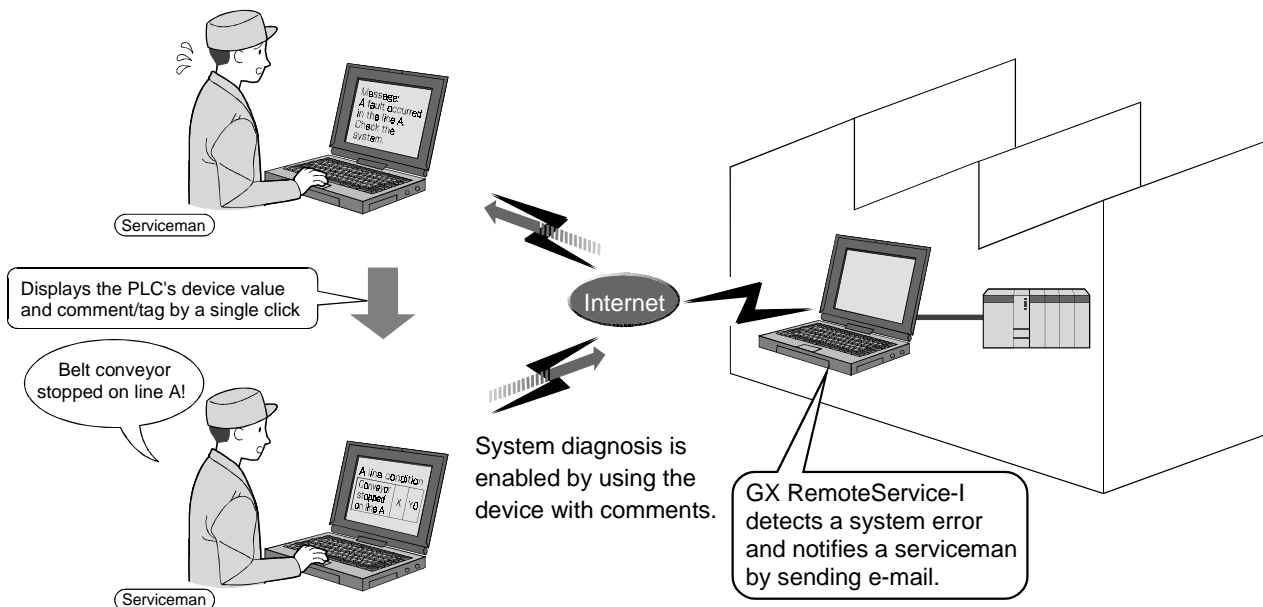 Message:
A fault occurred
in the line A.
Check the
system.
Serviceman
Displays the PLC's device value
and comment/tag by a single click
Belt conveyor
stopped on line A!
A line condition
Conveyor
stopped
on line A
X Y0
Serviceman
Internet
System diagnosis is
enabled by using the
device with comments.
GX RemoteService-I
detects a system error
and notifies a serviceman
by sending e-mail.